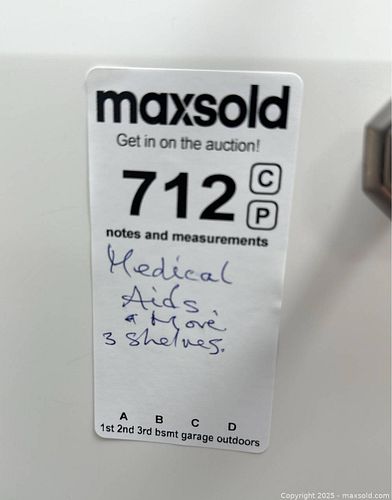 maxsold
Get in on the auction!
712 C
P
notes and measurements
Medical
Aids
& More
3 Shelves.
A B C D
1st 2nd 3rd bsmt garage outdoors
Copyright © 2025 - maxsold.com